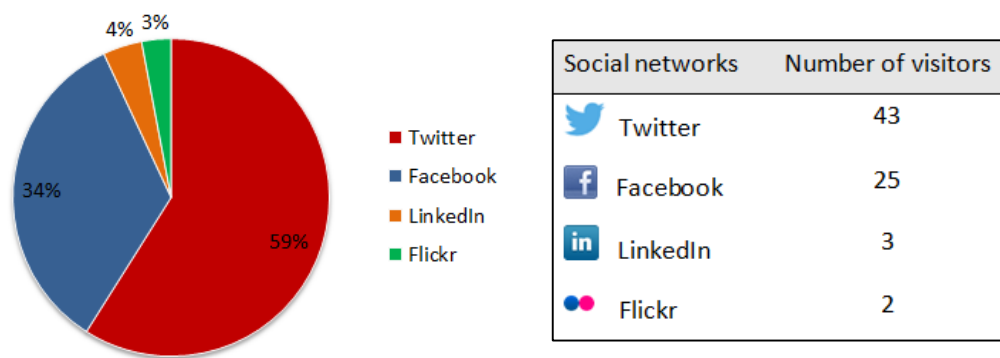 4%
3%
34%
59%
Twitter
Facebook
LinkedIn
Flickr
Social networks Number of visitors
Twitter 43
f Facebook 25
in LinkedIn 3
Flickr 2